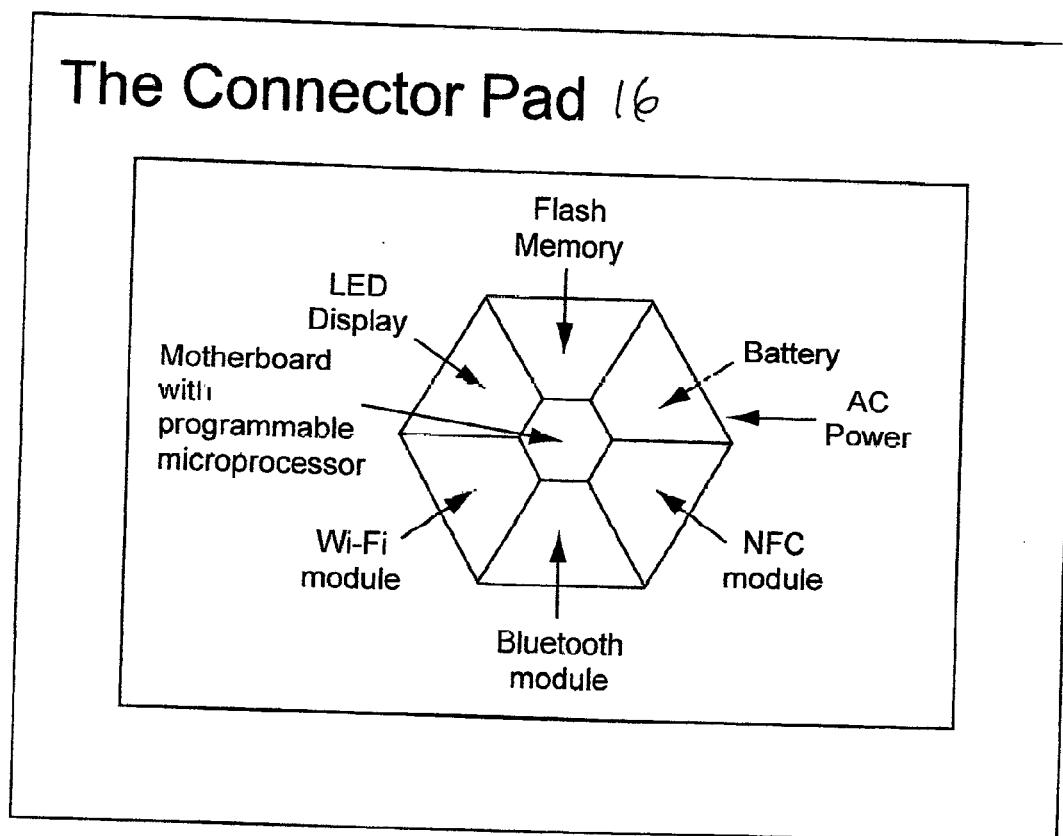 The Connector Pad 16
Flash
Memory
LED
Display
Battery
Motherboard
with
programmable
microprocessor
AC
Power
Wi-Fi
module
NFC
module
Bluetooth
module